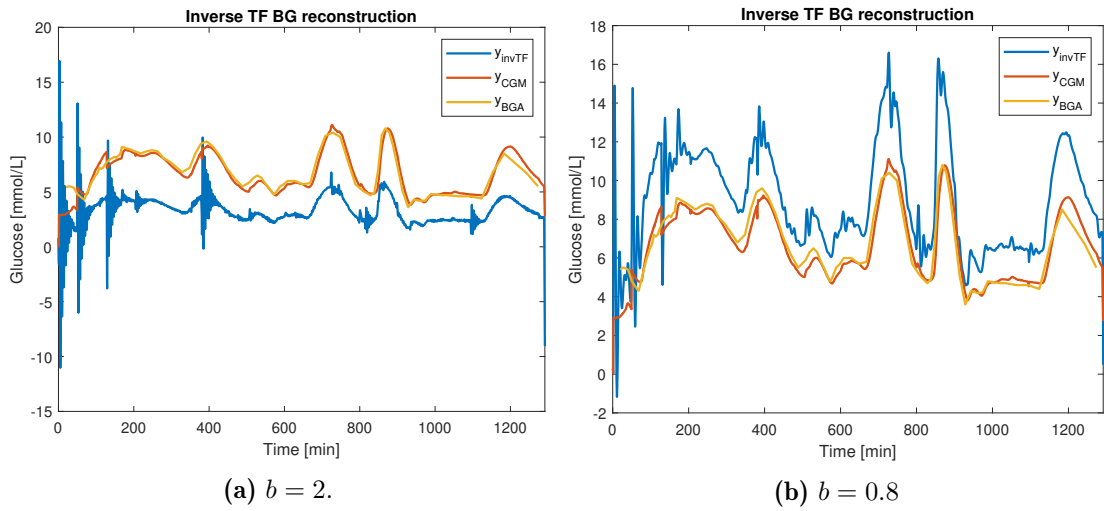 Inverse TF BG reconstruction
20
15
10
5
0
-5
-10
-15
Glucose [mmol/L]
0 200 400 600 800 1000 1200
Time [min]
y_invTF
y_CGM
y_BGA
(a) b = 2.
Inverse TF BG reconstruction
18
16
14
12
10
8
6
4
2
0
-2
Glucose [mmol/L]
0 200 400 600 800 1000 1200
Time [min]
y_invTF
y_CGM
y_BGA
(b) b = 0.8